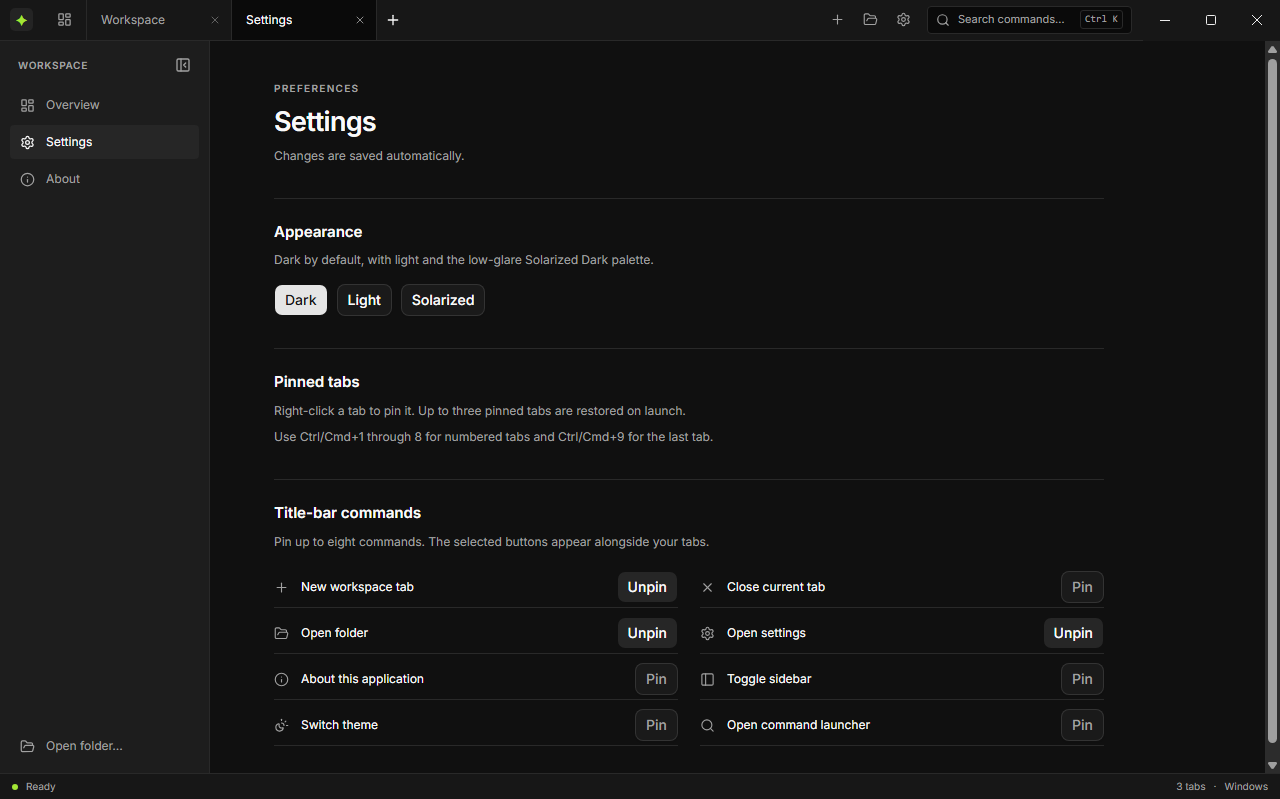 Workspace
Settings
Search commands... Ctrl K
WORKSPACE
Overview
Settings
About
Open folder...
PREFERENCES
Settings
Changes are saved automatically.
Appearance
Dark by default, with light and the low-glare Solarized Dark palette.
Dark Light Solarized
Pinned tabs
Right-click a tab to pin it. Up to three pinned tabs are restored on launch.
Use Ctrl/Cmd+1 through 8 for numbered tabs and Ctrl/Cmd+9 for the last tab.
Title-bar commands
Pin up to eight commands. The selected buttons appear alongside your tabs.
New workspace tab Unpin
Close current tab Pin
Open folder Unpin
Open settings Unpin
About this application Pin
Toggle sidebar Pin
Switch theme Pin
Open command launcher Pin
Ready
3 tabs · Windows